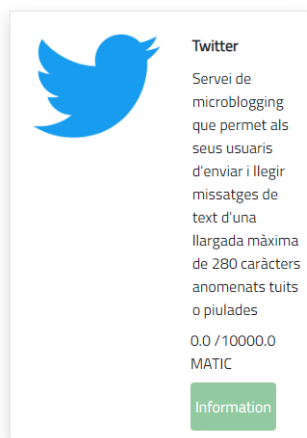 Twitter
Servei de
microblogging
que permet als
seus usuaris
d'enviar i llegir
missatges de
text d'una
llargada màxima
de 280 caràcters
anomenats tuits
o piulades
0.0 /10000.0
MATIC
Information